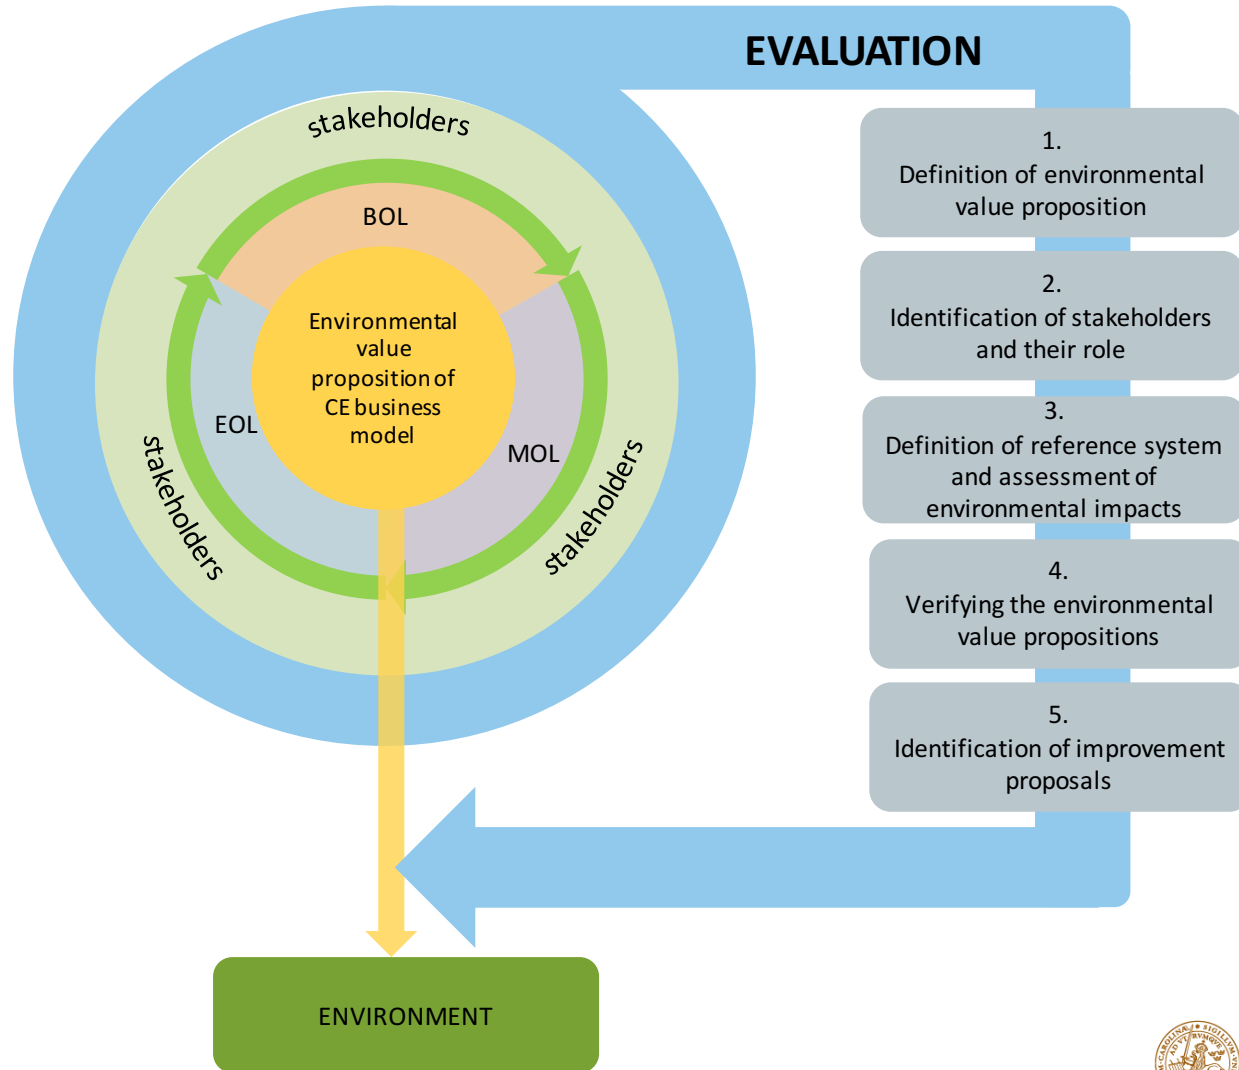 EVALUATION
stakeholders
BOL
Environmental
value
proposition of
CE business
model
EOL
MOL
stakeholders
stakeholders
1.
Definition of environmental
value proposition
2.
Identification of stakeholders
and their role
3.
Definition of reference system
and assessment of
environmental impacts
4.
Verifying the environmental
value propositions
5.
Identification of improvement
proposals
ENVIRONMENT